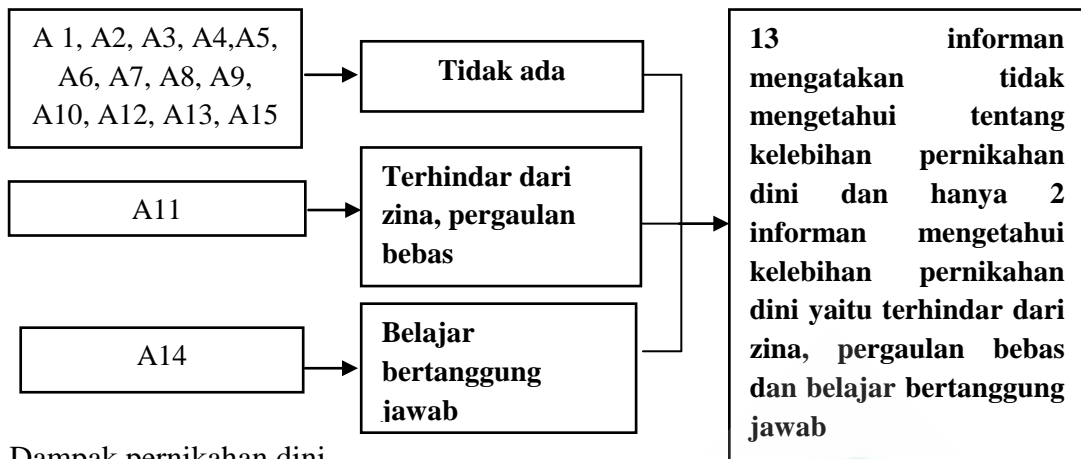 A 1, A2, A3, A4,A5,
A6, A7, A8, A9,
A10, A12, A13, A15
Tidak ada
A11
Terhindar dari
zina, pergaulan
bebas
A14
Belajar
bertanggung
jawab
13 informan
mengatakan tidak
mengetahui tentang
kelebihan pernikahan
dini dan hanya 2
informan mengetahui
kelebihan pernikahan
dini yaitu terhindar dari
zina, pergaulan bebas
dan belajar bertanggung
jawab
Dampak pernikahan dini